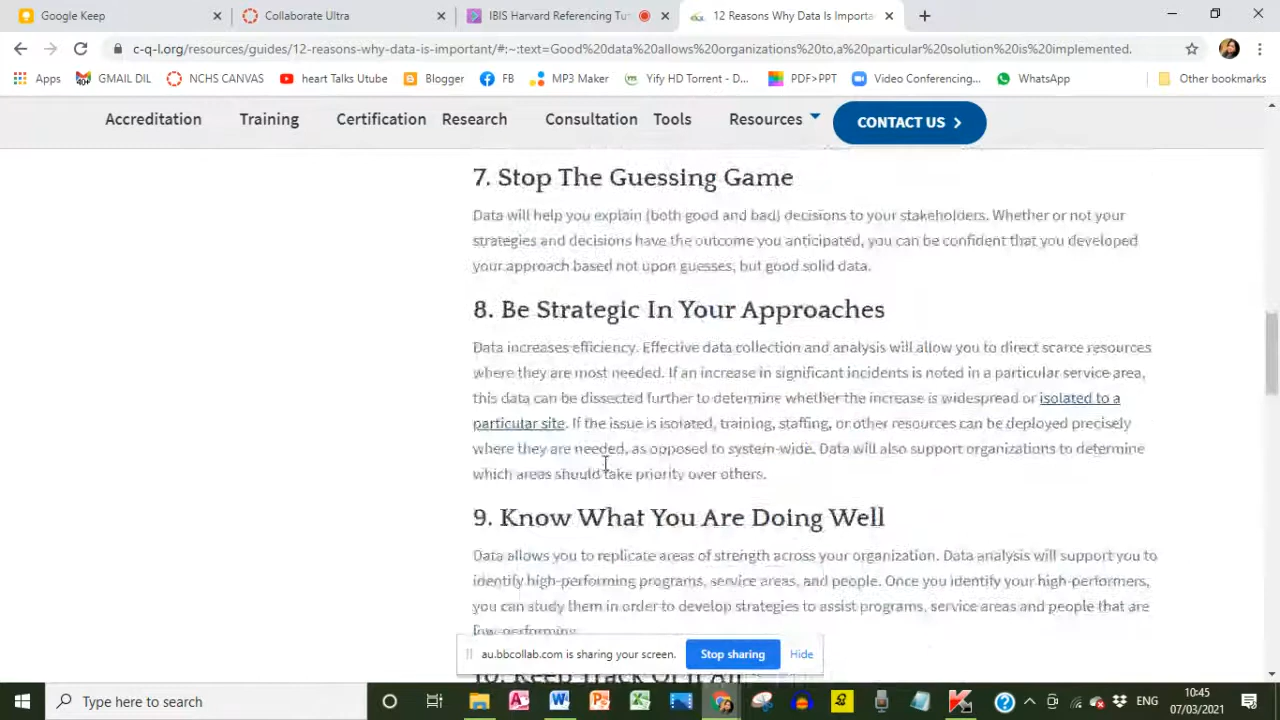 Google Keep
Collaborate Ultra
IBIS Harvard Referencing Tu
12 Reasons Why Data Is Importa
c-q-l.org/resources/guides/12-reasons-why-data-is-important/#:~:text=Good%20data%20allows%20organizations%20to,a%20particular%20solution%20is%20implemented.
Apps GMAIL DIL NCHS CANVAS heart Talks Utube Blogger FB MP3 Maker Yify HD Torrent - D... PDF>PPT Video Conferencing... WhatsApp Other bookmarks
Accreditation Training Certification Research Consultation Tools Resources CONTACT US
7. Stop The Guessing Game
Data will help you explain (both good and bad) decisions to your stakeholders. Whether or not your
strategies and decisions have the outcome you anticipated, you can be confident that you developed
your approach based not upon guesses, but good solid data.
8. Be Strategic In Your Approaches
Data increases efficiency. Effective data collection and analysis will allow you to direct scarce resources
where they are most needed. If an increase in significant incidents is noted in a particular service area,
this data can be dissected further to determine whether the increase is widespread or isolated to a
particular site. If the issue is isolated, training, staffing, or other resources can be deployed precisely
where they are needed, as opposed to system-wide. Data will also support organizations to determine
which areas should take priority over others.
9. Know What You Are Doing Well
Data allows you to replicate areas of strength across your organization. Data analysis will support you to
identify high-performing programs, service areas, and people. Once you identify your high-performers,
you can study them in order to develop strategies to assist programs, service areas and people that are
low-performing.
au.bbcollab.com is sharing your screen. Stop sharing Hide
10. Keep Track Of It All
Type here to search
ENG
10:45
07/03/2021